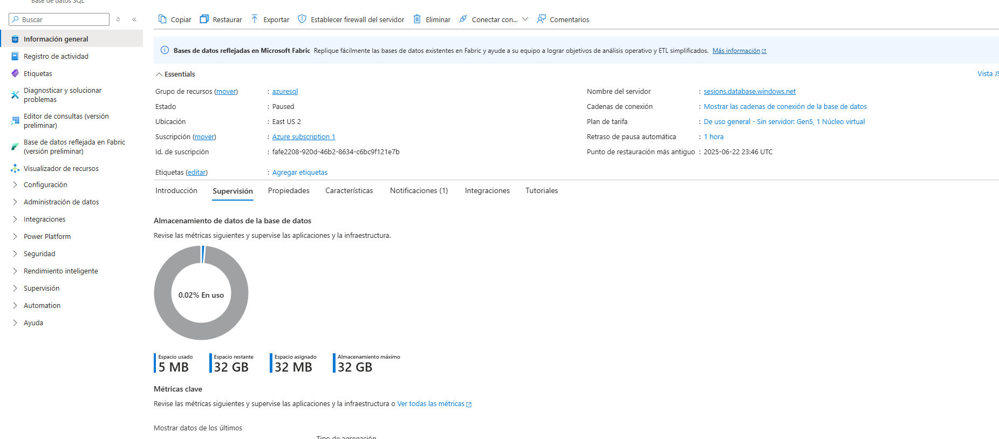 Base de datos SQL
Buscar
Copiar Restaurar Exportar Establecer firewall del servidor Eliminar Conectar con... Comentarios
Información general
Registro de actividad
Etiquetas
Diagnosticar y solucionar
problemas
Editor de consultas (versión
preliminar)
Base de datos reflejada en Fabric
(versión preliminar)
Visualizador de recursos
Configuración
Administración de datos
Integraciones
Power Platform
Seguridad
Rendimiento inteligente
Supervisión
Automation
Ayuda
Bases de datos reflejadas en Microsoft Fabric Replique fácilmente las bases de datos existentes en Fabric y ayude a su equipo a lograr objetivos de análisis operativo y ETL simplificados. Más información
Essentials
Vista JS
Grupo de recursos (mover) : azuresql
Estado : Paused
Ubicación : East US 2
Suscripción (mover) : Azure subscription 1
Id. de suscripción : fafe2208-920d-46b2-8634-c6bc9f121e7b
Nombre del servidor : sesions.database.windows.net
Cadenas de conexión : Mostrar las cadenas de conexión de la base de datos
Plan de tarifa : De uso general - Sin servidor: Gen5, 1 Núcleo virtual
Retraso de pausa automática : 1 hora
Punto de restauración más antiguo : 2025-06-22 23:46 UTC
Etiquetas (editar) : Agregar etiquetas
Introducción Supervisión Propiedades Características Notificaciones (1) Integraciones Tutoriales
Almacenamiento de datos de la base de datos
Revise las métricas siguientes y supervise las aplicaciones y la infraestructura.
0.02% En uso
Espacio usado
5 MB
Espacio restante
32 GB
Espacio asignado
32 MB
Almacenamiento máximo
32 GB
Métricas clave
Revise las métricas siguientes y supervise las aplicaciones y la infraestructura o Ver todas las métricas
Mostrar datos de los últimos
Tipo de agregación